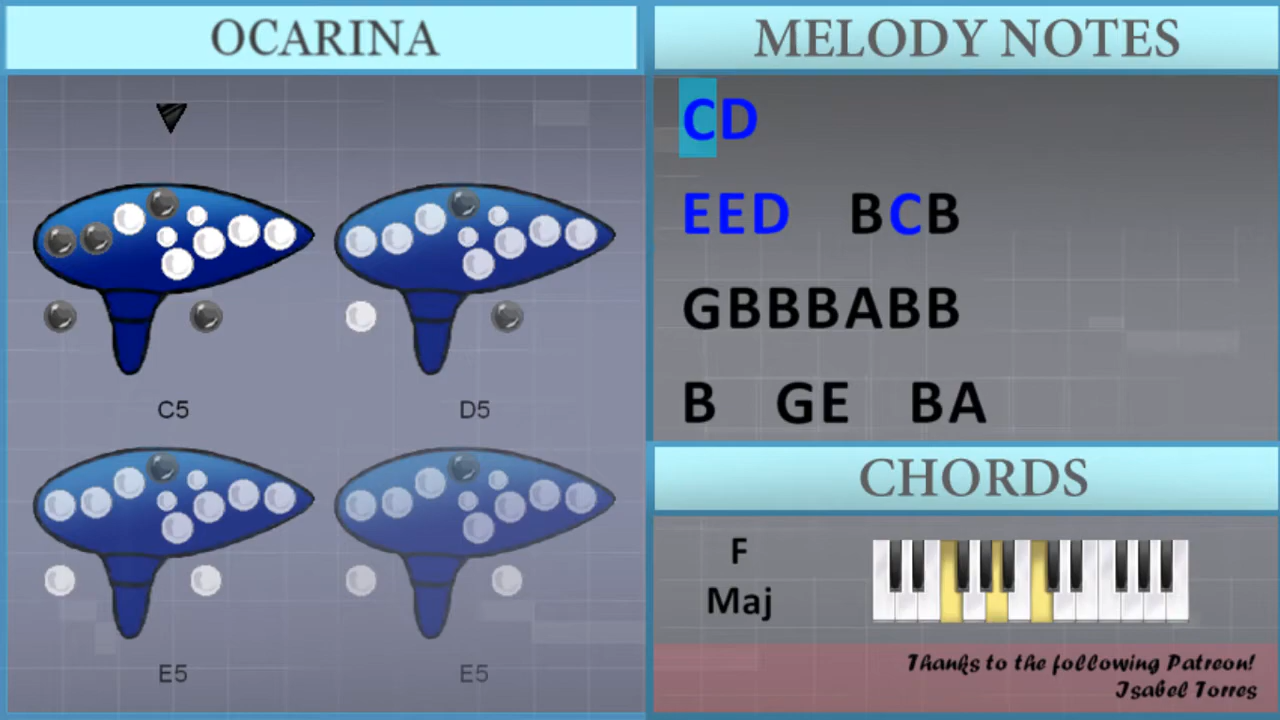 OCARINA
C5
D5
E5
E5
MELODY NOTES
CD
EED BCB
GBBBABB
B GE BA
CHORDS
F
Maj
Thanks to the following Patreon!
Isabel Torres